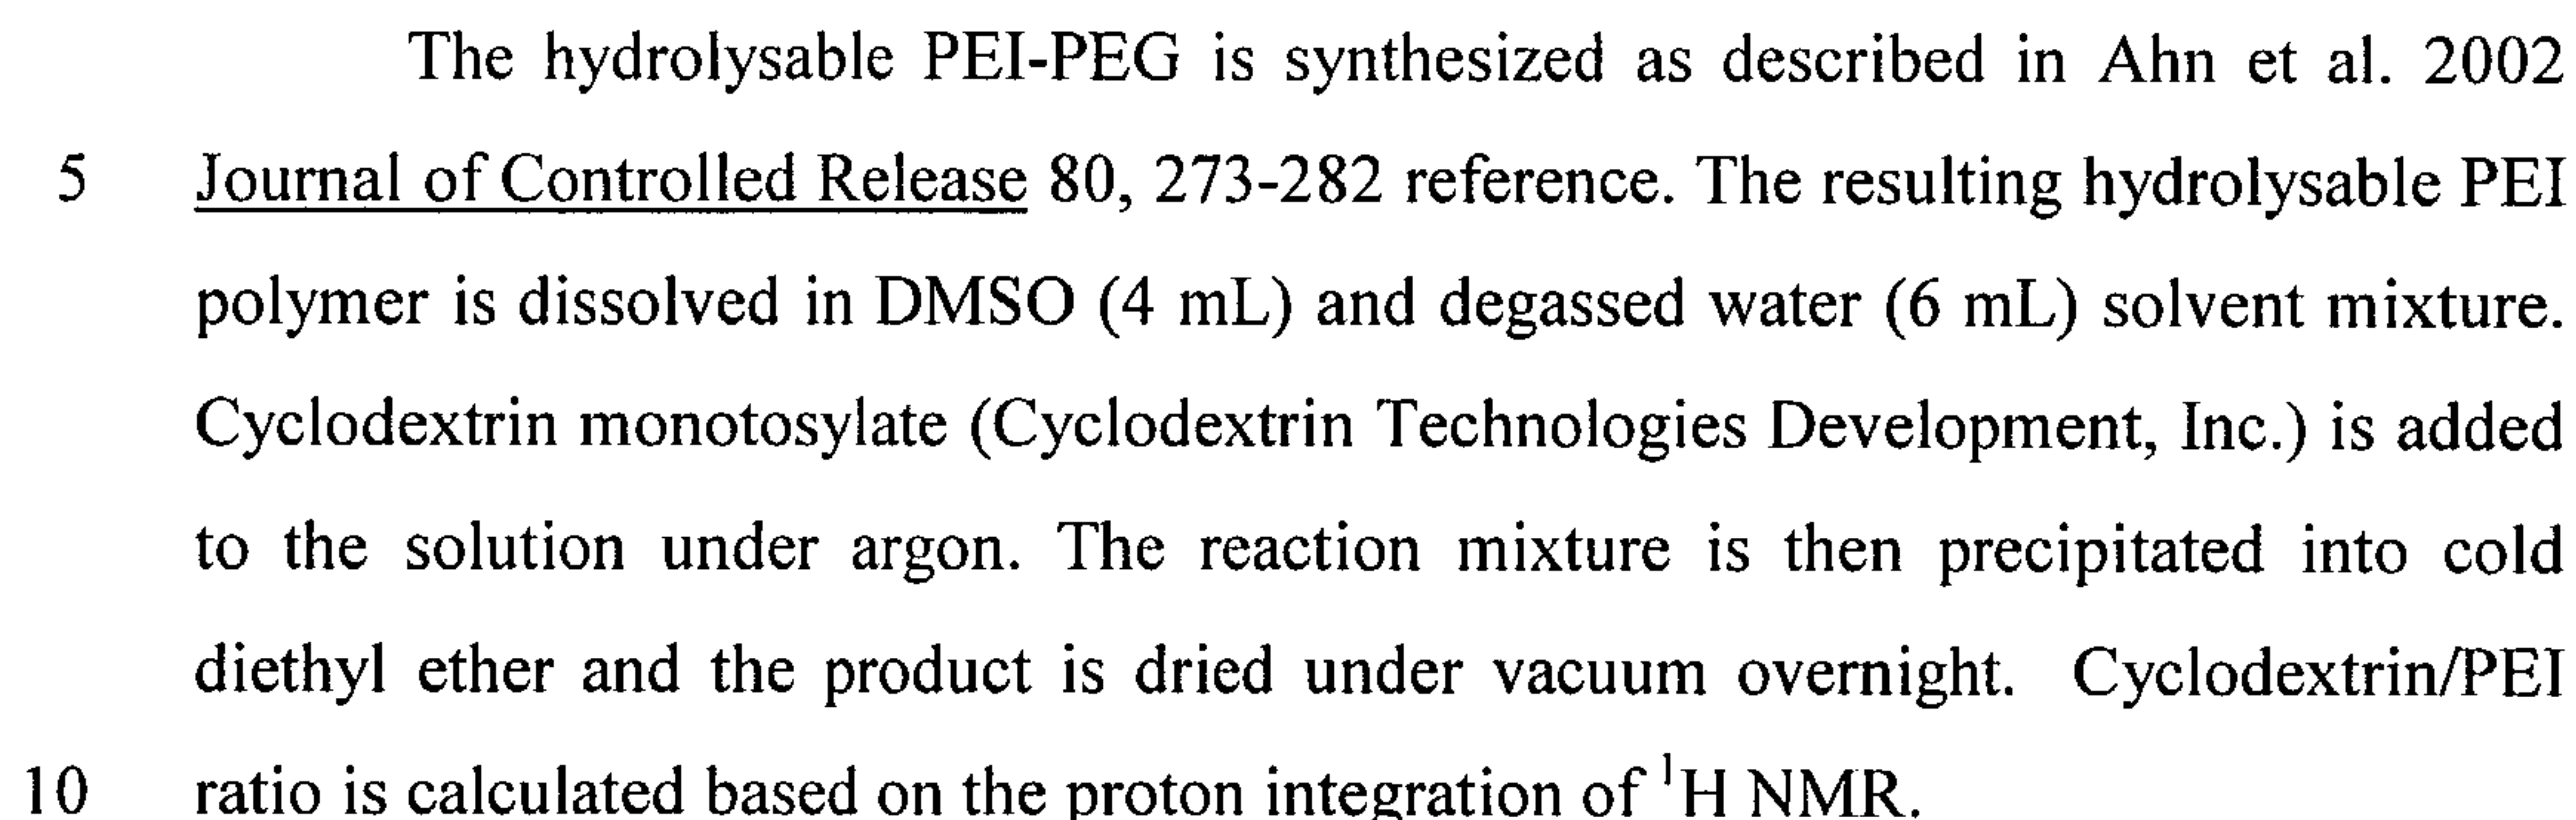 The hydrolysable PEI-PEG is synthesized as described in Ahn et al. 2002
5 Journal of Controlled Release 80, 273-282 reference. The resulting hydrolysable PEI
polymer is dissolved in DMSO (4 mL) and degassed water (6 mL) solvent mixture.
Cyclodextrin monotosylate (Cyclodextrin Technologies Development, Inc.) is added
to the solution under argon. The reaction mixture is then precipitated into cold
diethyl ether and the product is dried under vacuum overnight. Cyclodextrin/PEI
10 ratio is calculated based on the proton integration of ¹H NMR.